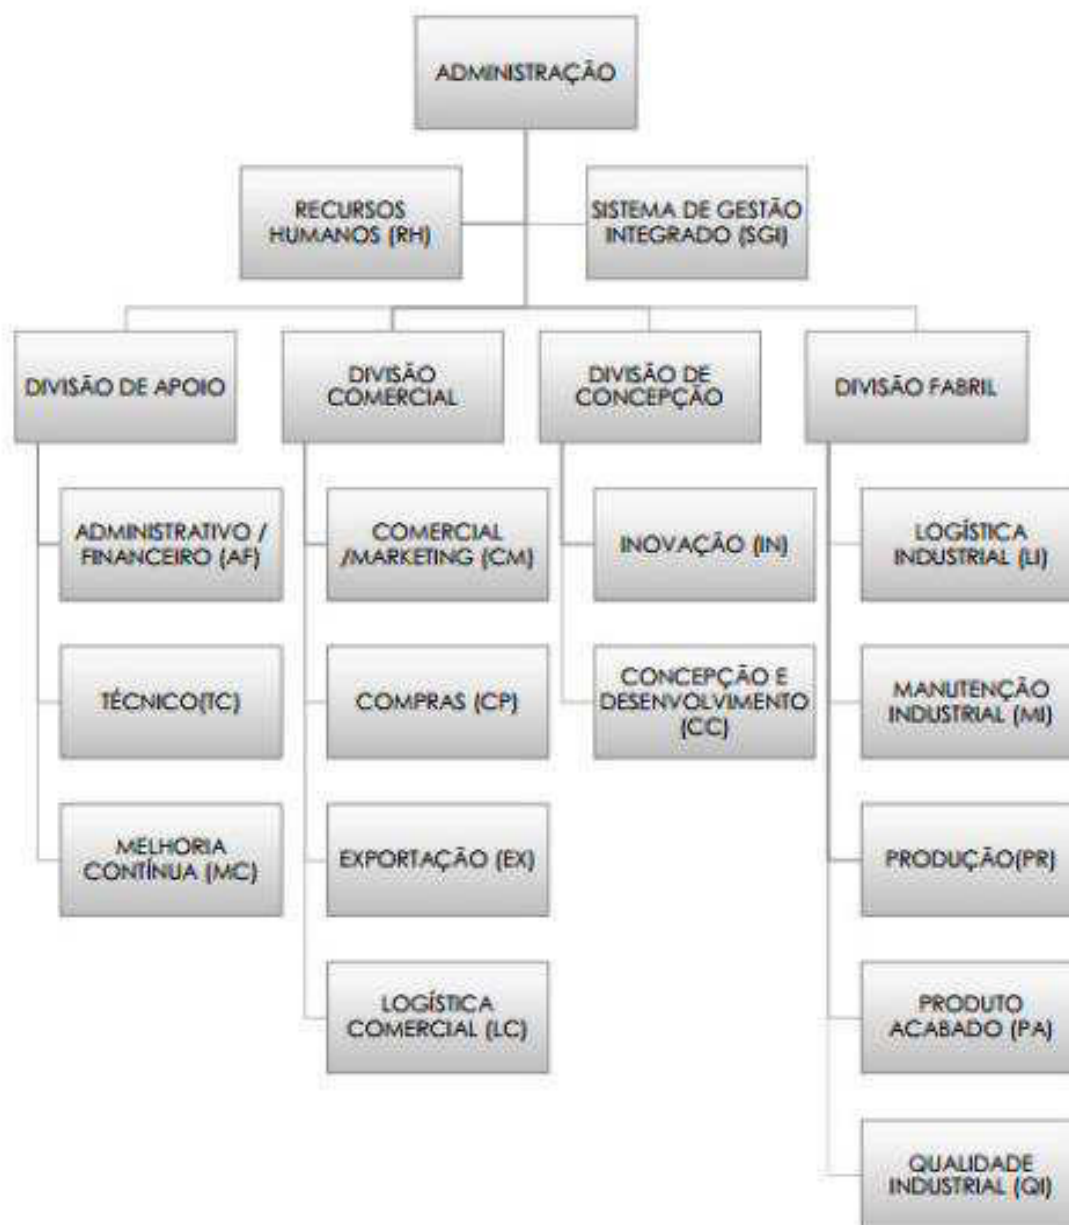 ADMINISTRAÇÃO
RECURSOS
HUMANOS (RH)
SISTEMA DE GESTÃO
INTEGRADO (SGI)
DIVISÃO DE APOIO
DIVISÃO
COMERCIAL
DIVISÃO DE
CONCEPÇÃO
DIVISÃO FABRIL
ADMINISTRATIVO /
FINANCEIRO (AF)
COMERCIAL
/MARKETING (CM)
INOVAÇÃO (IN)
LOGÍSTICA
INDUSTRIAL (LI)
TÉCNICO(TC)
COMPRAS (CP)
CONCEPÇÃO E
DESENVOLVIMENTO
(CC)
MANUTENÇÃO
INDUSTRIAL (MI)
MELHORIA
CONTÍNUA (MC)
EXPORTAÇÃO (EX)
PRODUÇÃO(PR)
LOGÍSTICA
COMERCIAL (LC)
PRODUTO
ACABADO (PA)
QUALIDADE
INDUSTRIAL (QI)